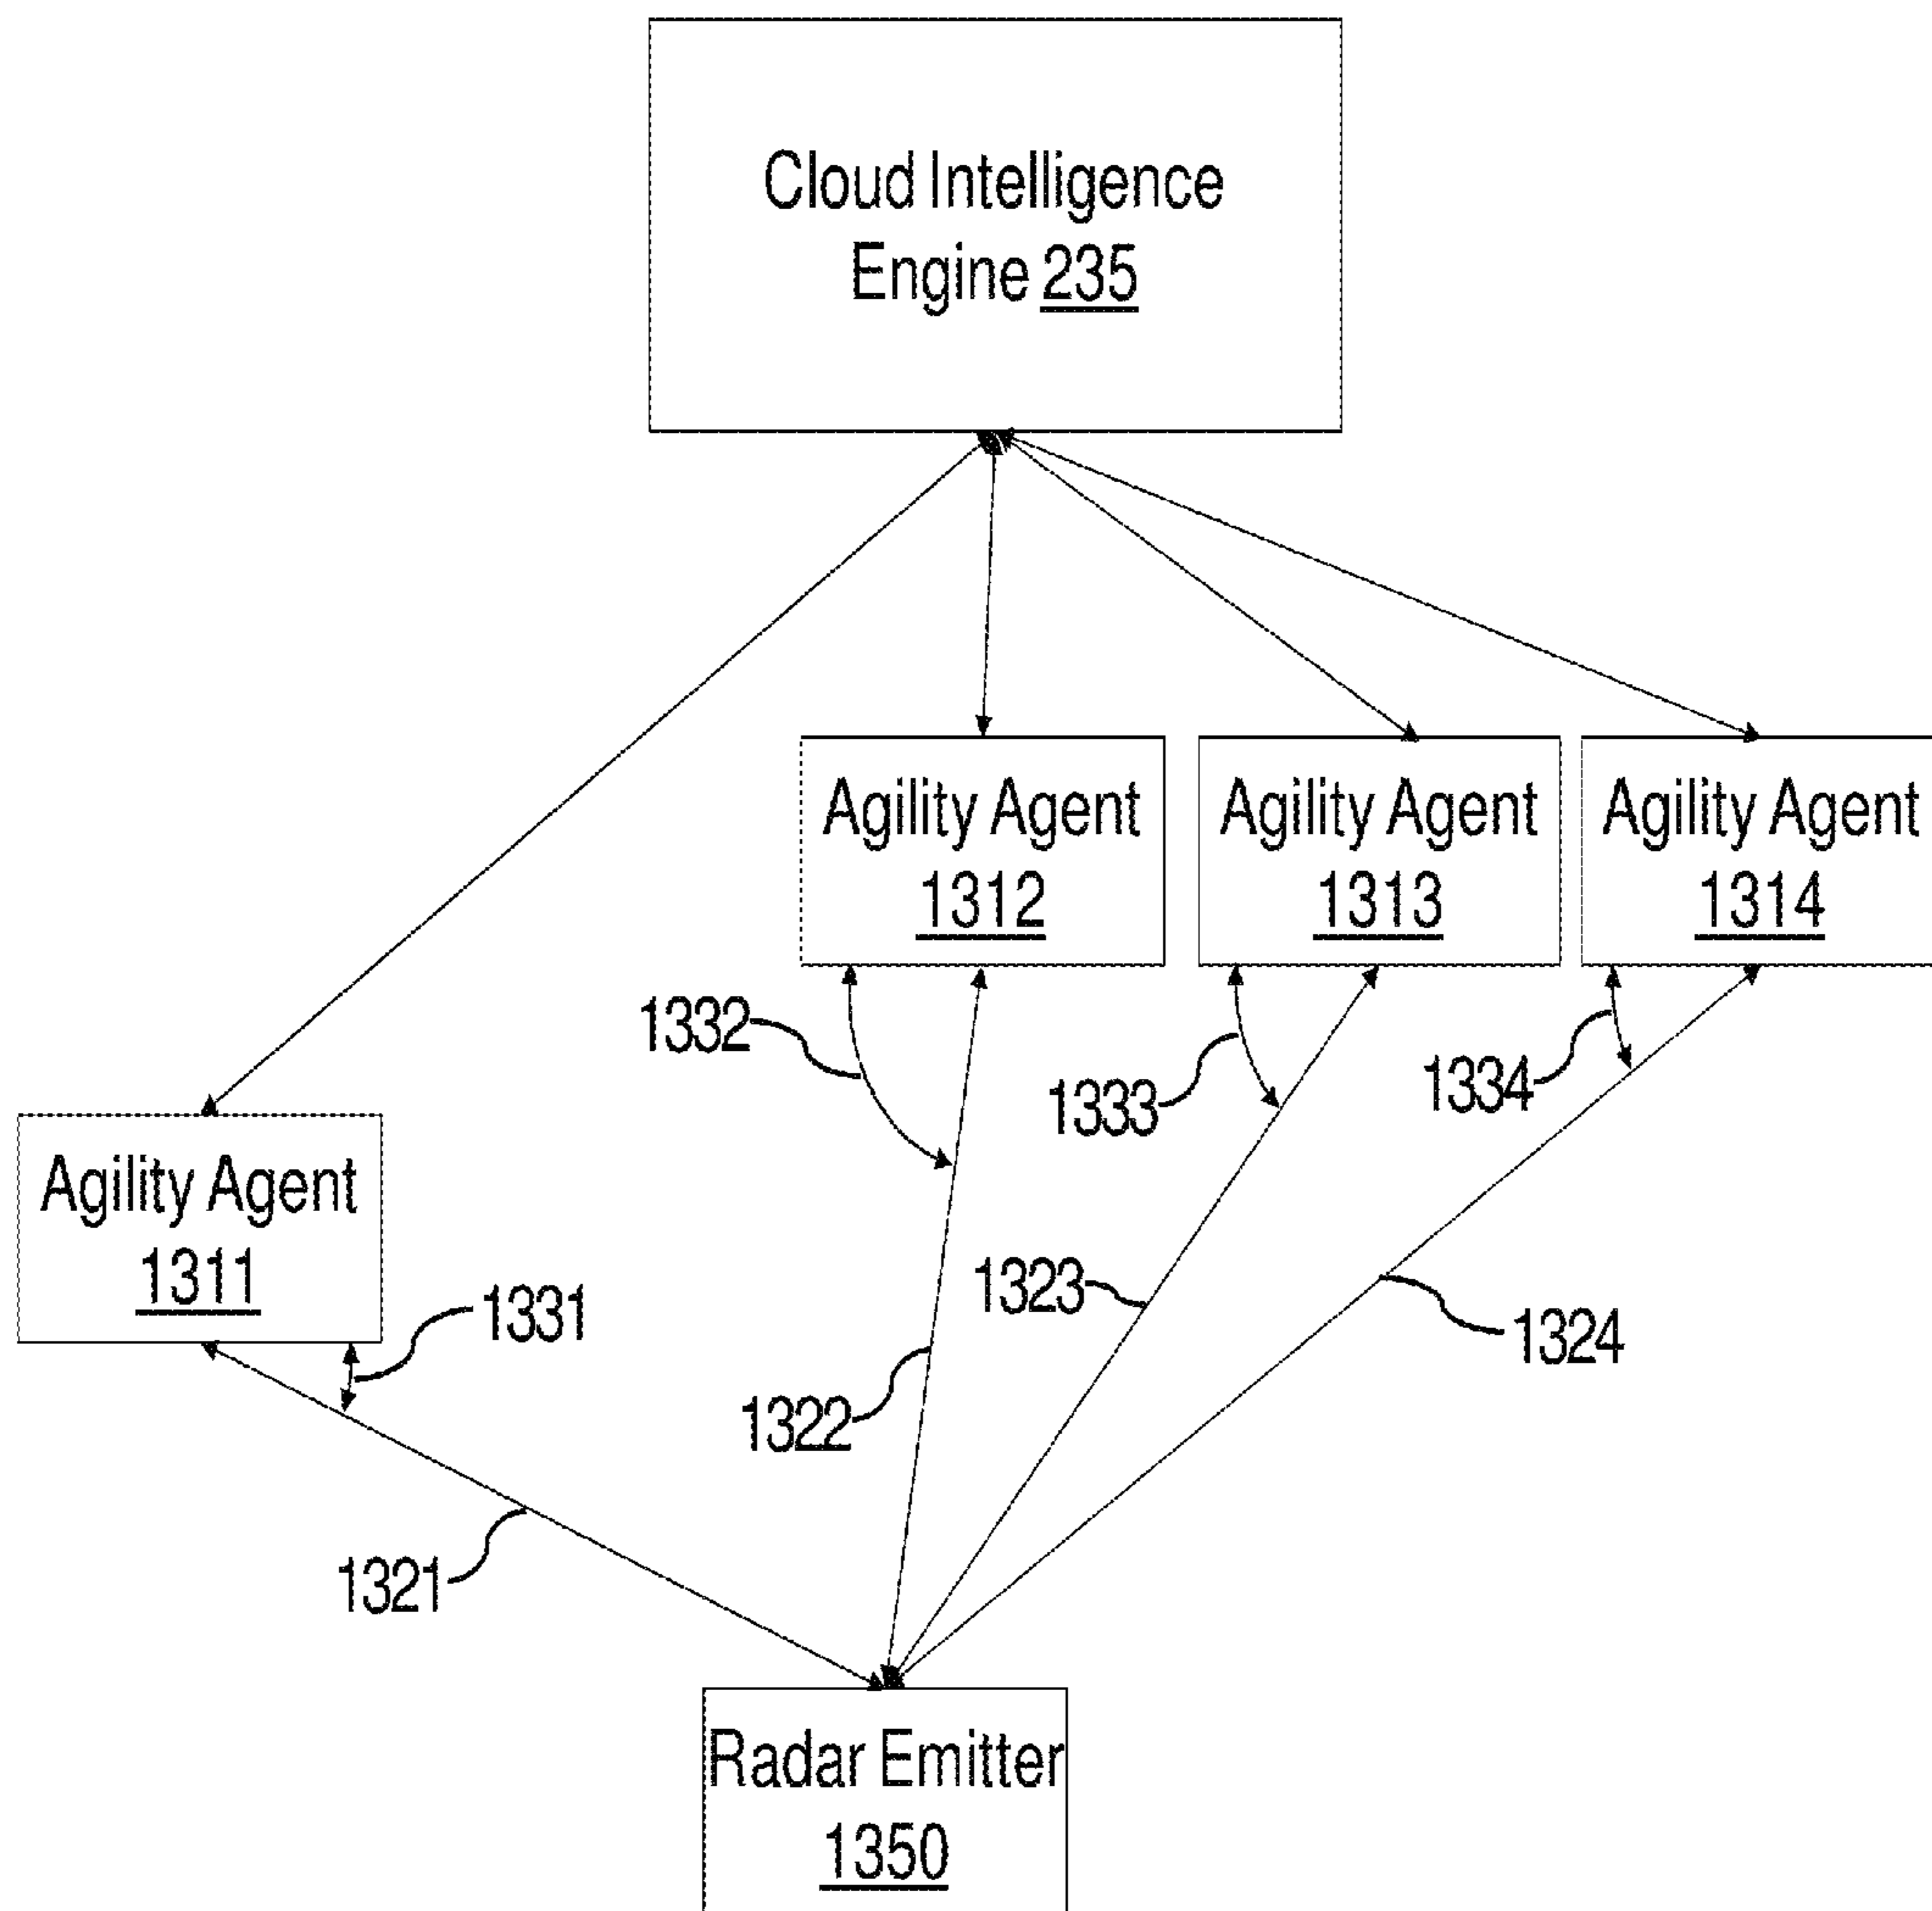 Cloud Intelligence
Engine 235
Agility Agent
1312
Agility Agent
1313
Agility Agent
1314
1332
1333
1334
Agility Agent
1311
1331
1323
1324
1322
1321
Radar Emitter
1350